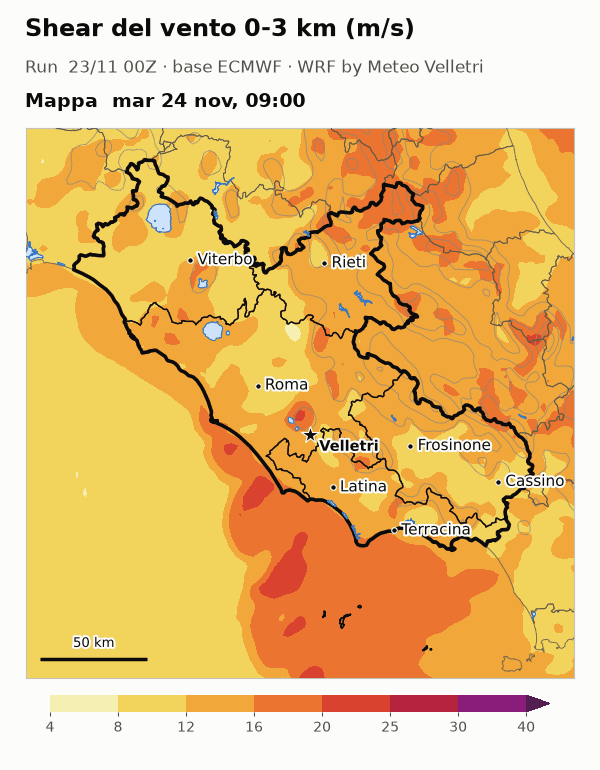 Shear del vento 0-3 km (m/s)
Run  23/11 00Z · base ECMWF · WRF by Meteo Velletri
Mappa  mar 24 nov, 09:00
Viterbo
Rieti
Roma
Velletri
Frosinone
Cassino
Latina
Terracina
50 km
4 8 12 16 20 25 30 40